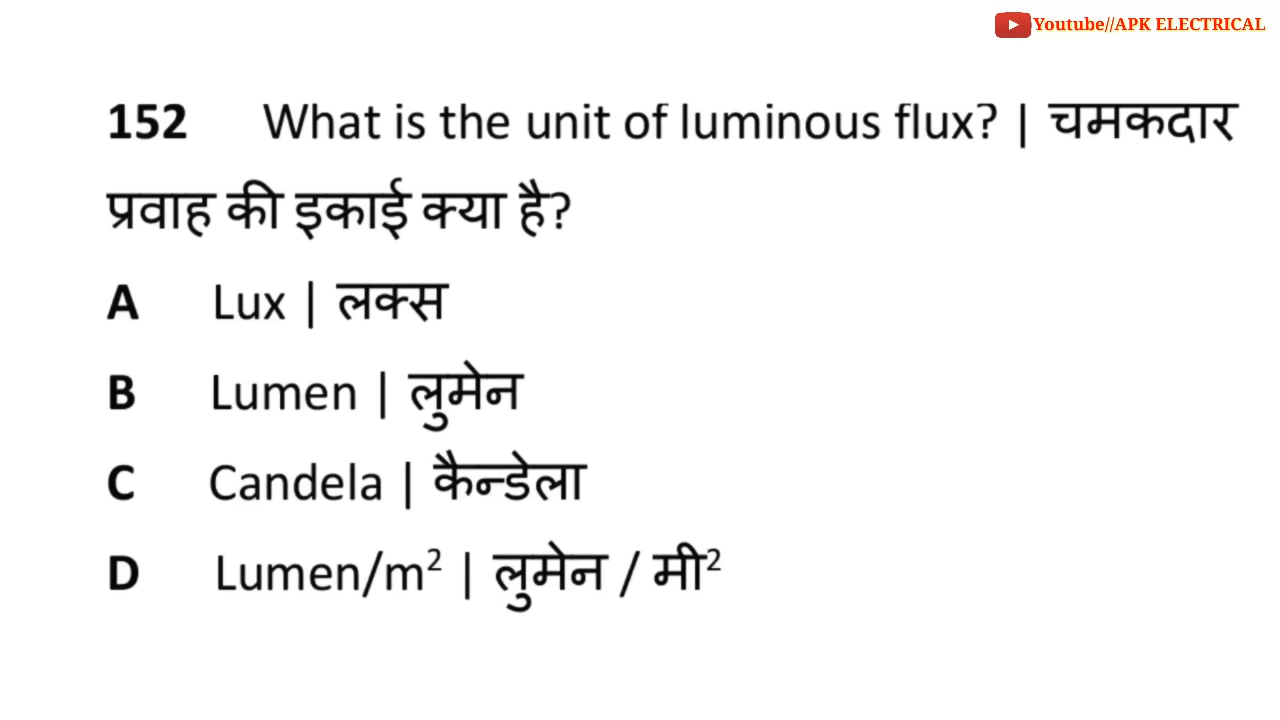 Youtube//APK ELECTRICAL
152 What is the unit of luminous flux? | चमकदार
प्रवाह की इकाई क्या है?
A Lux | लक्स
B Lumen | लुमेन
C Candela | कैन्डेला
D Lumen/m² | लुमेन / मी²